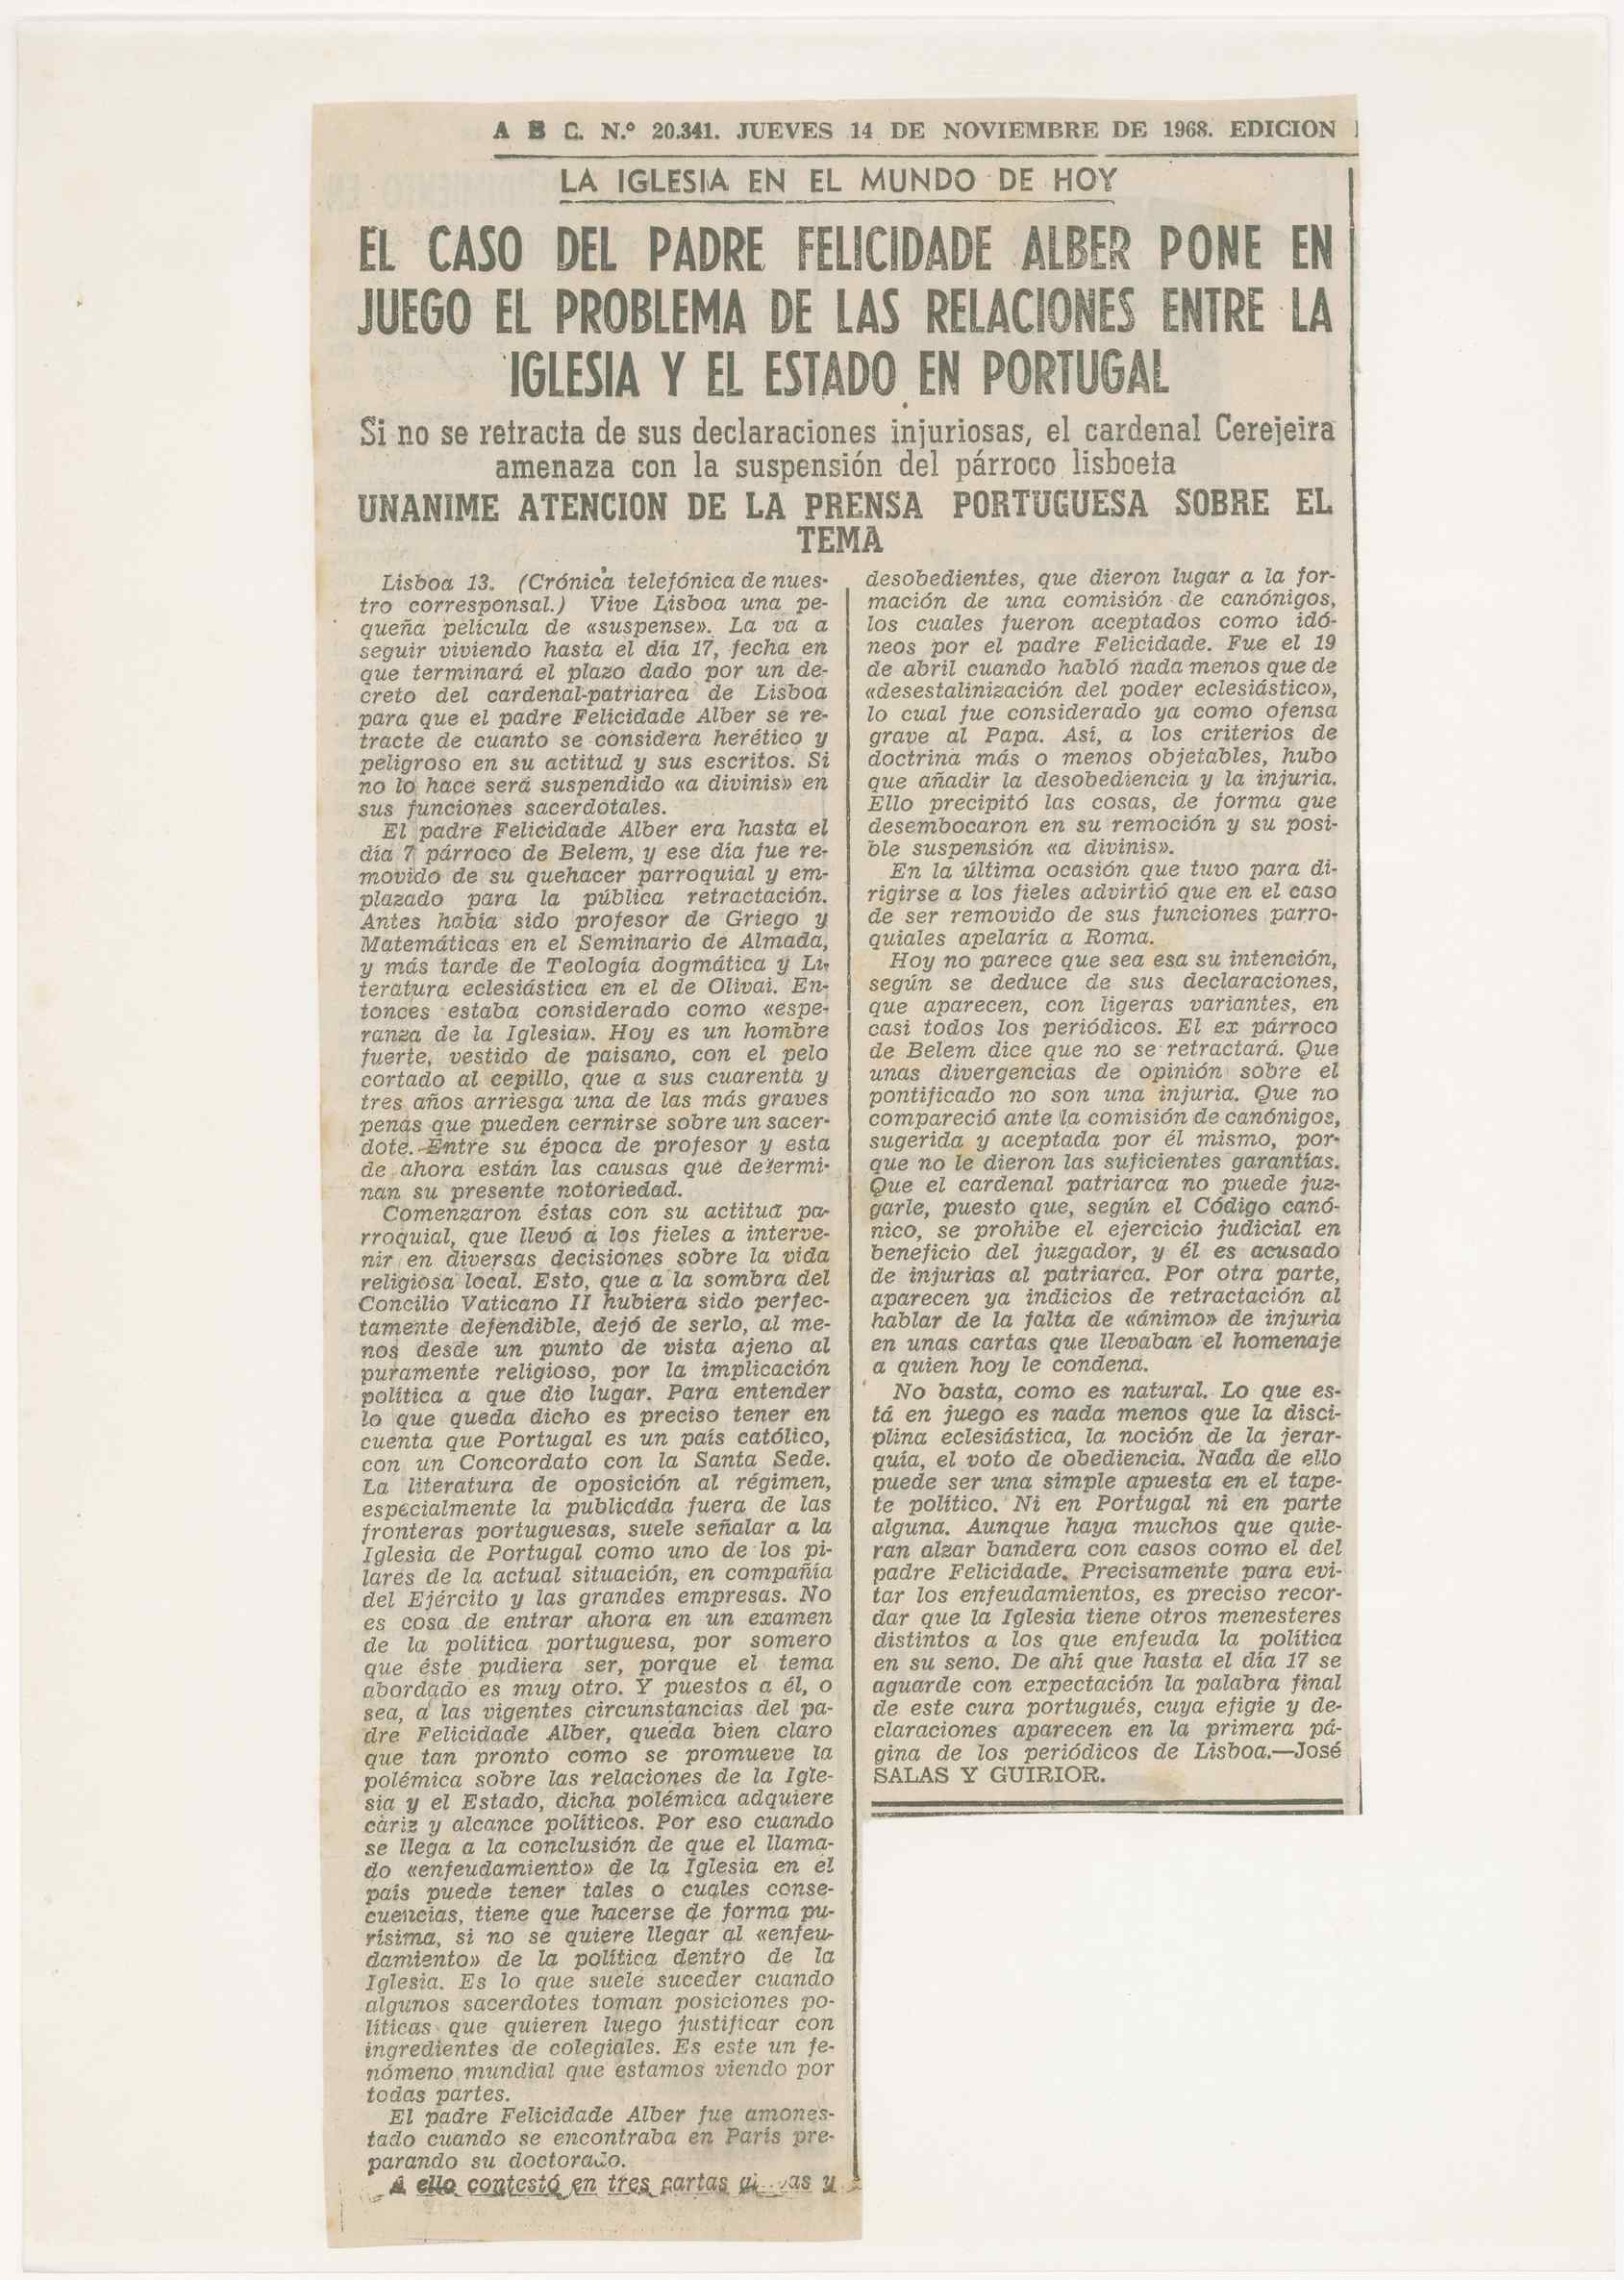 A B C. N.º 20.341. JUEVES 14 DE NOVIEMBRE DE 1968. EDICION
LA IGLESIA EN EL MUNDO DE HOY
EL CASO DEL PADRE FELICIDADE ALBER PONE EN
JUEGO EL PROBLEMA DE LAS RELACIONES ENTRE LA
IGLESIA Y EL ESTADO EN PORTUGAL
Si no se retracta de sus declaraciones injuriosas, el cardenal Cerejeira
amenaza con la suspensión del párroco lisboeta
UNANIME ATENCION DE LA PRENSA PORTUGUESA SOBRE EL
TEMA
Lisboa 13. (Crónica telefónica de nues-
tro corresponsal.) Vive Lisboa una pe-
queña película de «suspense». La va a
seguir viviendo hasta el día 17, fecha en
que terminará el plazo dado por un de-
creto del cardenal-patriarca de Lisboa
para que el padre Felicidade Alber se re-
tracte de cuanto se considera herético y
peligroso en su actitud y sus escritos. Si
no lo hace será suspendido «a divinis» en
sus funciones sacerdotales.
El padre Felicidade Alber era hasta el
día 7 párroco de Belem, y ese día fue re-
movido de su quehacer parroquial y em-
plazado para la pública retractación.
Antes había sido profesor de Griego y
Matemáticas en el Seminario de Almada,
y más tarde de Teología dogmática y Li-
teratura eclesiástica en el de Olivai. En-
tonces estaba considerado como «espe-
ranza de la Iglesia». Hoy es un hombre
fuerte, vestido de paisano, con el pelo
cortado al cepillo, que a sus cuarenta y
tres años arriesga una de las más graves
penas que pueden cernirse sobre un sacer-
dote. Entre su época de profesor y esta
de ahora están las causas que determi-
nan su presente notoriedad.
Comenzaron éstas con su actitud pa-
rroquial, que llevó a los fieles a interve-
nir en diversas decisiones sobre la vida
religiosa local. Esto, que a la sombra del
Concilio Vaticano II hubiera sido perfec-
tamente defendible, dejó de serlo, al me-
nos desde un punto de vista ajeno al
puramente religioso, por la implicación
política a que dio lugar. Para entender
lo que queda dicho es preciso tener en
cuenta que Portugal es un país católico,
con un Concordato con la Santa Sede.
La literatura de oposición al régimen,
especialmente la publicada fuera de las
fronteras portuguesas, suele señalar a la
Iglesia de Portugal como uno de los pi-
lares de la actual situación, en compañía
del Ejército y las grandes empresas. No
es cosa de entrar ahora en un examen
de la política portuguesa, por somero
que éste pudiera ser, porque el tema
abordado es muy otro. Y puestos a él, o
sea, a las vigentes circunstancias del pa-
dre Felicidade Alber, queda bien claro
que tan pronto como se promueve la
polémica sobre las relaciones de la Igle-
sia y el Estado, dicha polémica adquiere
cáriz y alcance políticos. Por eso cuando
se llega a la conclusión de que el llama-
do «enfeudamiento» de la Iglesia en el
país puede tener tales o cuales conse-
cuencias, tiene que hacerse de forma pu-
rísima, si no se quiere llegar al «enfeu-
damiento» de la política dentro de la
Iglesia. Es lo que suele suceder cuando
algunos sacerdotes toman posiciones po-
líticas que quieren luego justificar con
ingredientes de colegiales. Es este un fe-
nómeno mundial que estamos viendo por
todas partes.
El padre Felicidade Alber fue amones-
tado cuando se encontraba en París pre-
parando su doctorado.
A ello contestó en tres cartas y
desobedientes, que dieron lugar a la for-
mación de una comisión de canónigos,
los cuales fueron aceptados como idó-
neos por el padre Felicidade. Fue el 19
de abril cuando habló nada menos que de
«desestalinización del poder eclesiástico»,
lo cual fue considerado ya como ofensa
grave al Papa. Así, a los criterios de
doctrina más o menos objetables, hubo
que añadir la desobediencia y la injuria.
Ello precipitó las cosas, de forma que
desembocaron en su remoción y su posi-
ble suspensión «a divinis».
En la última ocasión que tuvo para di-
rigirse a los fieles advirtió que en el caso
de ser removido de sus funciones parro-
quiales apelaría a Roma.
Hoy no parece que sea esa su intención,
según se deduce de sus declaraciones,
que aparecen, con ligeras variantes, en
casi todos los periódicos. El ex párroco
de Belem dice que no se retractará. Que
unas divergencias de opinión sobre el
pontificado no son una injuria. Que no
compareció ante la comisión de canónigos,
sugerida y aceptada por él mismo, por-
que no le dieron las suficientes garantías.
Que el cardenal patriarca no puede juz-
garle, puesto que, según el Código canó-
nico, se prohibe el ejercicio judicial en
beneficio del juzgador, y él es acusado
de injurias al patriarca. Por otra parte,
aparecen ya indicios de retractación al
hablar de la falta de «ánimo» de injuria
en unas cartas que llevaban el homenaje
a quien hoy le condena.
No basta, como es natural. Lo que es-
tá en juego es nada menos que la disci-
plina eclesiástica, la noción de la jerar-
quía, el voto de obediencia. Nada de ello
puede ser una simple apuesta en el tape-
te político. Ni en Portugal ni en parte
alguna. Aunque haya muchos que quie-
ran alzar bandera con casos como el del
padre Felicidade. Precisamente para evi-
tar los enfeudamientos, es preciso recor-
dar que la Iglesia tiene otros menesteres
distintos a los que enfeuda la política
en su seno. De ahí que hasta el día 17 se
aguarde con expectación la palabra final
de este cura portugués, cuya efigie y de-
claraciones aparecen en la primera pá-
gina de los periódicos de Lisboa.—José
SALAS Y GUIRIOR.